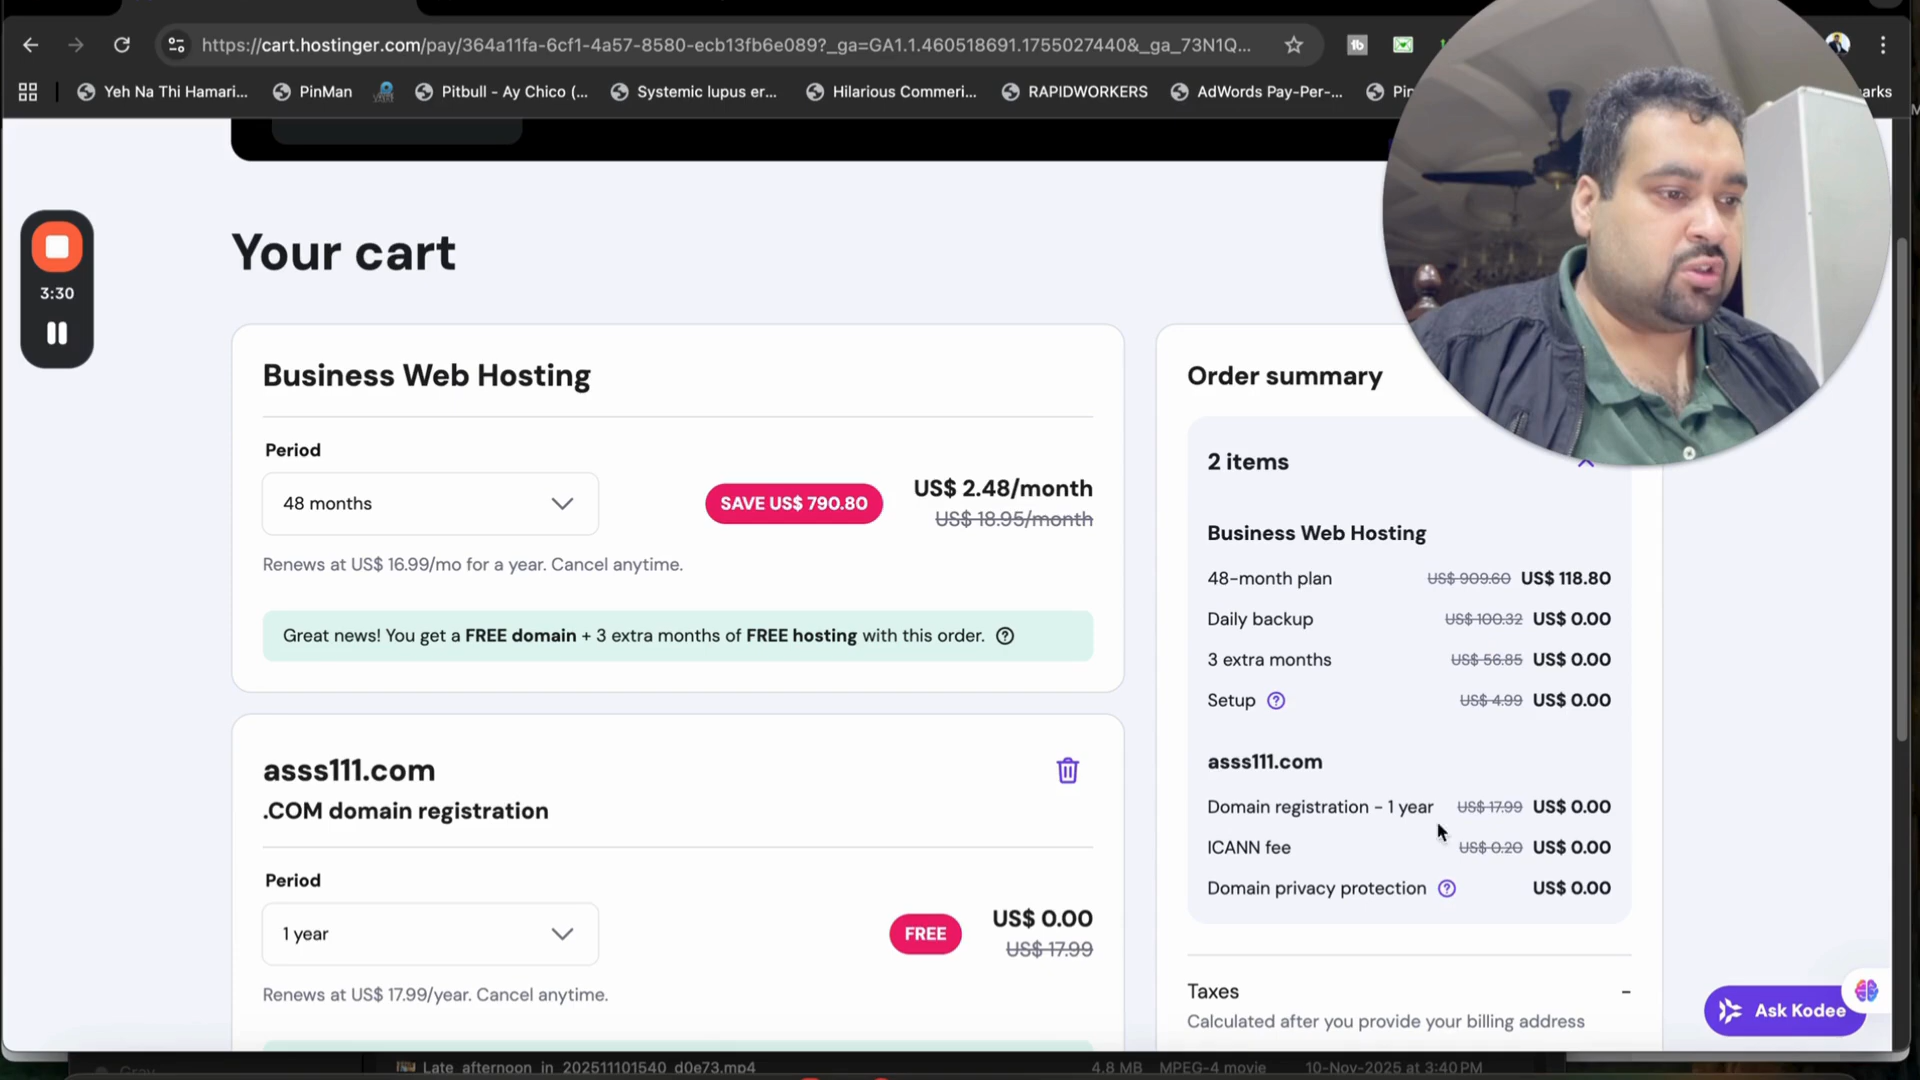 https://cart.hostinger.com/pay/364a11fa-6cf1-4a57-8580-ecb13fb6e089?_ga=GA1.1.460518691.1755027440&_ga_73N1Q...
Yeh Na Thi Hamari...
PinMan
Pitbull - Ay Chico (...
Systemic lupus er...
Hilarious Commeri...
RAPIDWORKERS
AdWords Pay-Per-...
3:30
Your cart
Business Web Hosting
Period
48 months
SAVE US$ 790.80
US$ 2.48/month
US$ 18.95/month
Renews at US$ 16.99/mo for a year. Cancel anytime.
Great news! You get a FREE domain + 3 extra months of FREE hosting with this order.
asss111.com
.COM domain registration
Period
1 year
FREE
US$ 0.00
US$ 17.99
Renews at US$ 17.99/year. Cancel anytime.
Order summary
2 items
Business Web Hosting
48-month plan US$ 909.60 US$ 118.80
Daily backup US$ 100.32 US$ 0.00
3 extra months US$ 56.85 US$ 0.00
Setup US$ 4.99 US$ 0.00
asss111.com
Domain registration - 1 year US$ 17.99 US$ 0.00
ICANN fee US$ 0.20 US$ 0.00
Domain privacy protection US$ 0.00
Taxes -
Calculated after you provide your billing address
Ask Kodee
Gray
Late_afternoon_in_202511101540_d0e73.mp4 4.8 MB MPEG-4 movie 10-Nov-2025 at 3:40 PM